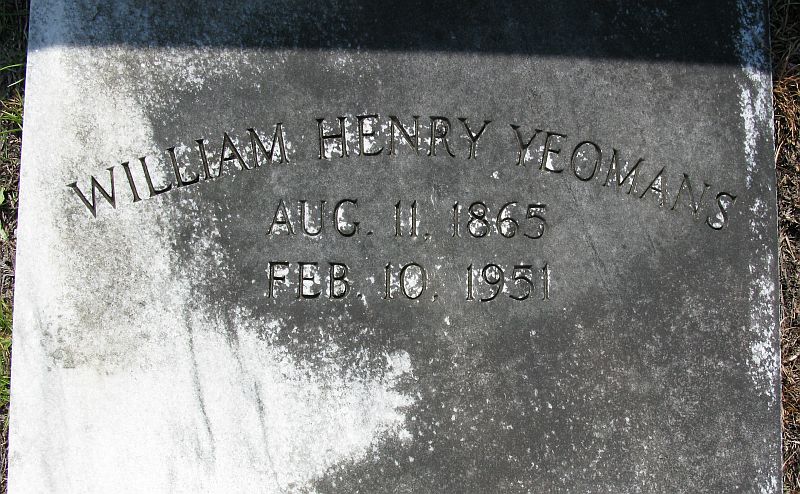 WILLIAM HENRY YEOMANS
AUG. 11, 1865
FEB. 10, 1951